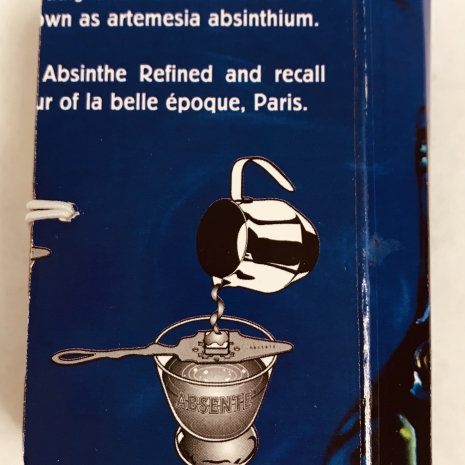 own as artemesia absinthium.
Absinthe Refined and recall
ur of la belle époque, Paris.
ABSENTE